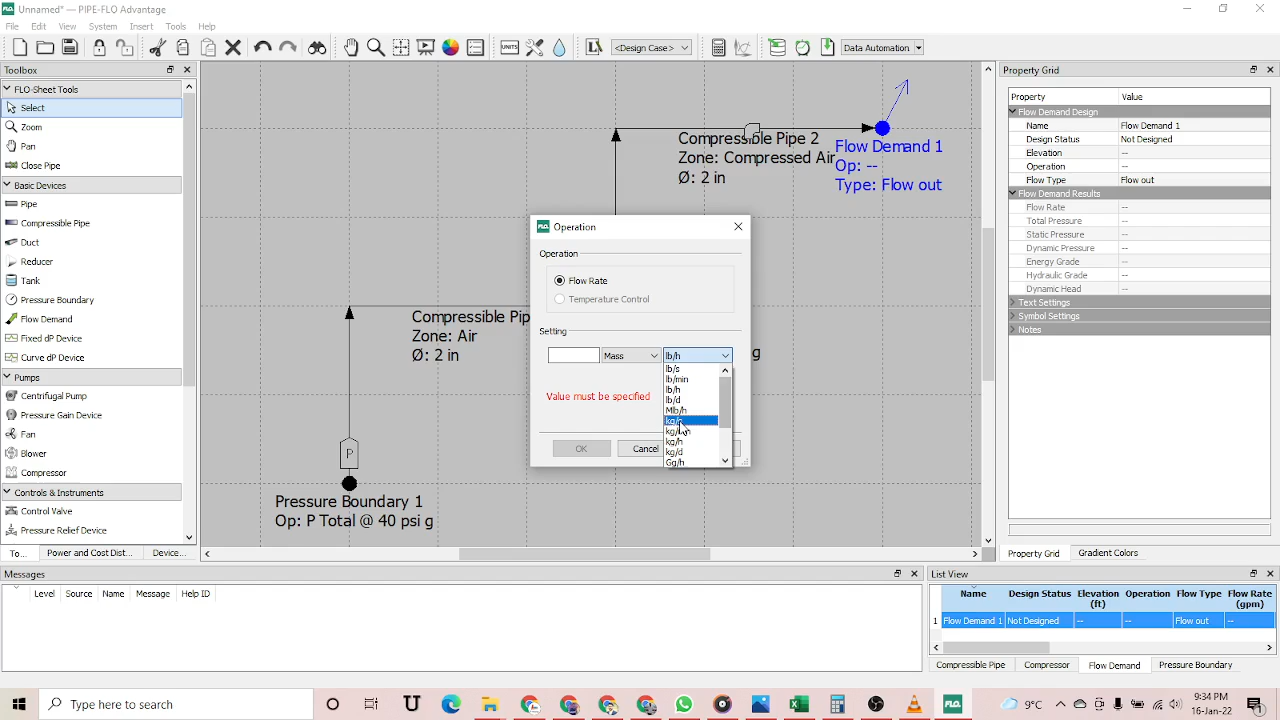 Unnamed* — PIPE-FLO Advantage
File Edit View System Insert Tools Help
UNITS <Design Case> Data Automation
Toolbox
FLO-Sheet Tools
Select
Zoom
Pan
Close Pipe
Basic Devices
Pipe
Compressible Pipe
Duct
Reducer
Tank
Pressure Boundary
Flow Demand
Fixed dP Device
Curve dP Device
Pumps
Centrifugal Pump
Pressure Gain Device
Fan
Blower
Compressor
Controls & Instruments
Control Valve
Pressure Relief Device
To... Power and Cost Dist... Device...
Compressible Pipe 2
Zone: Compressed Air
Ø: 2 in
Flow Demand 1
Op: --
Type: Flow out
Compressible Pip
Zone: Air
Ø: 2 in
g
P
Pressure Boundary 1
Op: P Total @ 40 psi g
FLO Operation
Operation
Flow Rate
Temperature Control
Setting
Mass lb/h
Value must be specified
lb/s
lb/min
lb/h
lb/d
Mlb/h
kg/h
kg/d
Gg/h
OK Cancel
Property Grid
Property Value
Flow Demand Design
Name Flow Demand 1
Design Status Not Designed
Elevation --
Operation --
Flow Type Flow out
Flow Demand Results
Flow Rate --
Total Pressure --
Static Pressure --
Dynamic Pressure --
Energy Grade --
Hydraulic Grade --
Dynamic Head --
Text Settings
Symbol Settings
Notes
Property Grid Gradient Colors
Messages
Level Source Name Message Help ID
List View
Name Design Status Elevation (ft) Operation Flow Type Flow Rate (gpm)
1 Flow Demand 1 Not Designed -- -- Flow out --
Compressible Pipe Compressor Flow Demand Pressure Boundary
Type here to search
9°C
9:34 PM
16-Jan-22